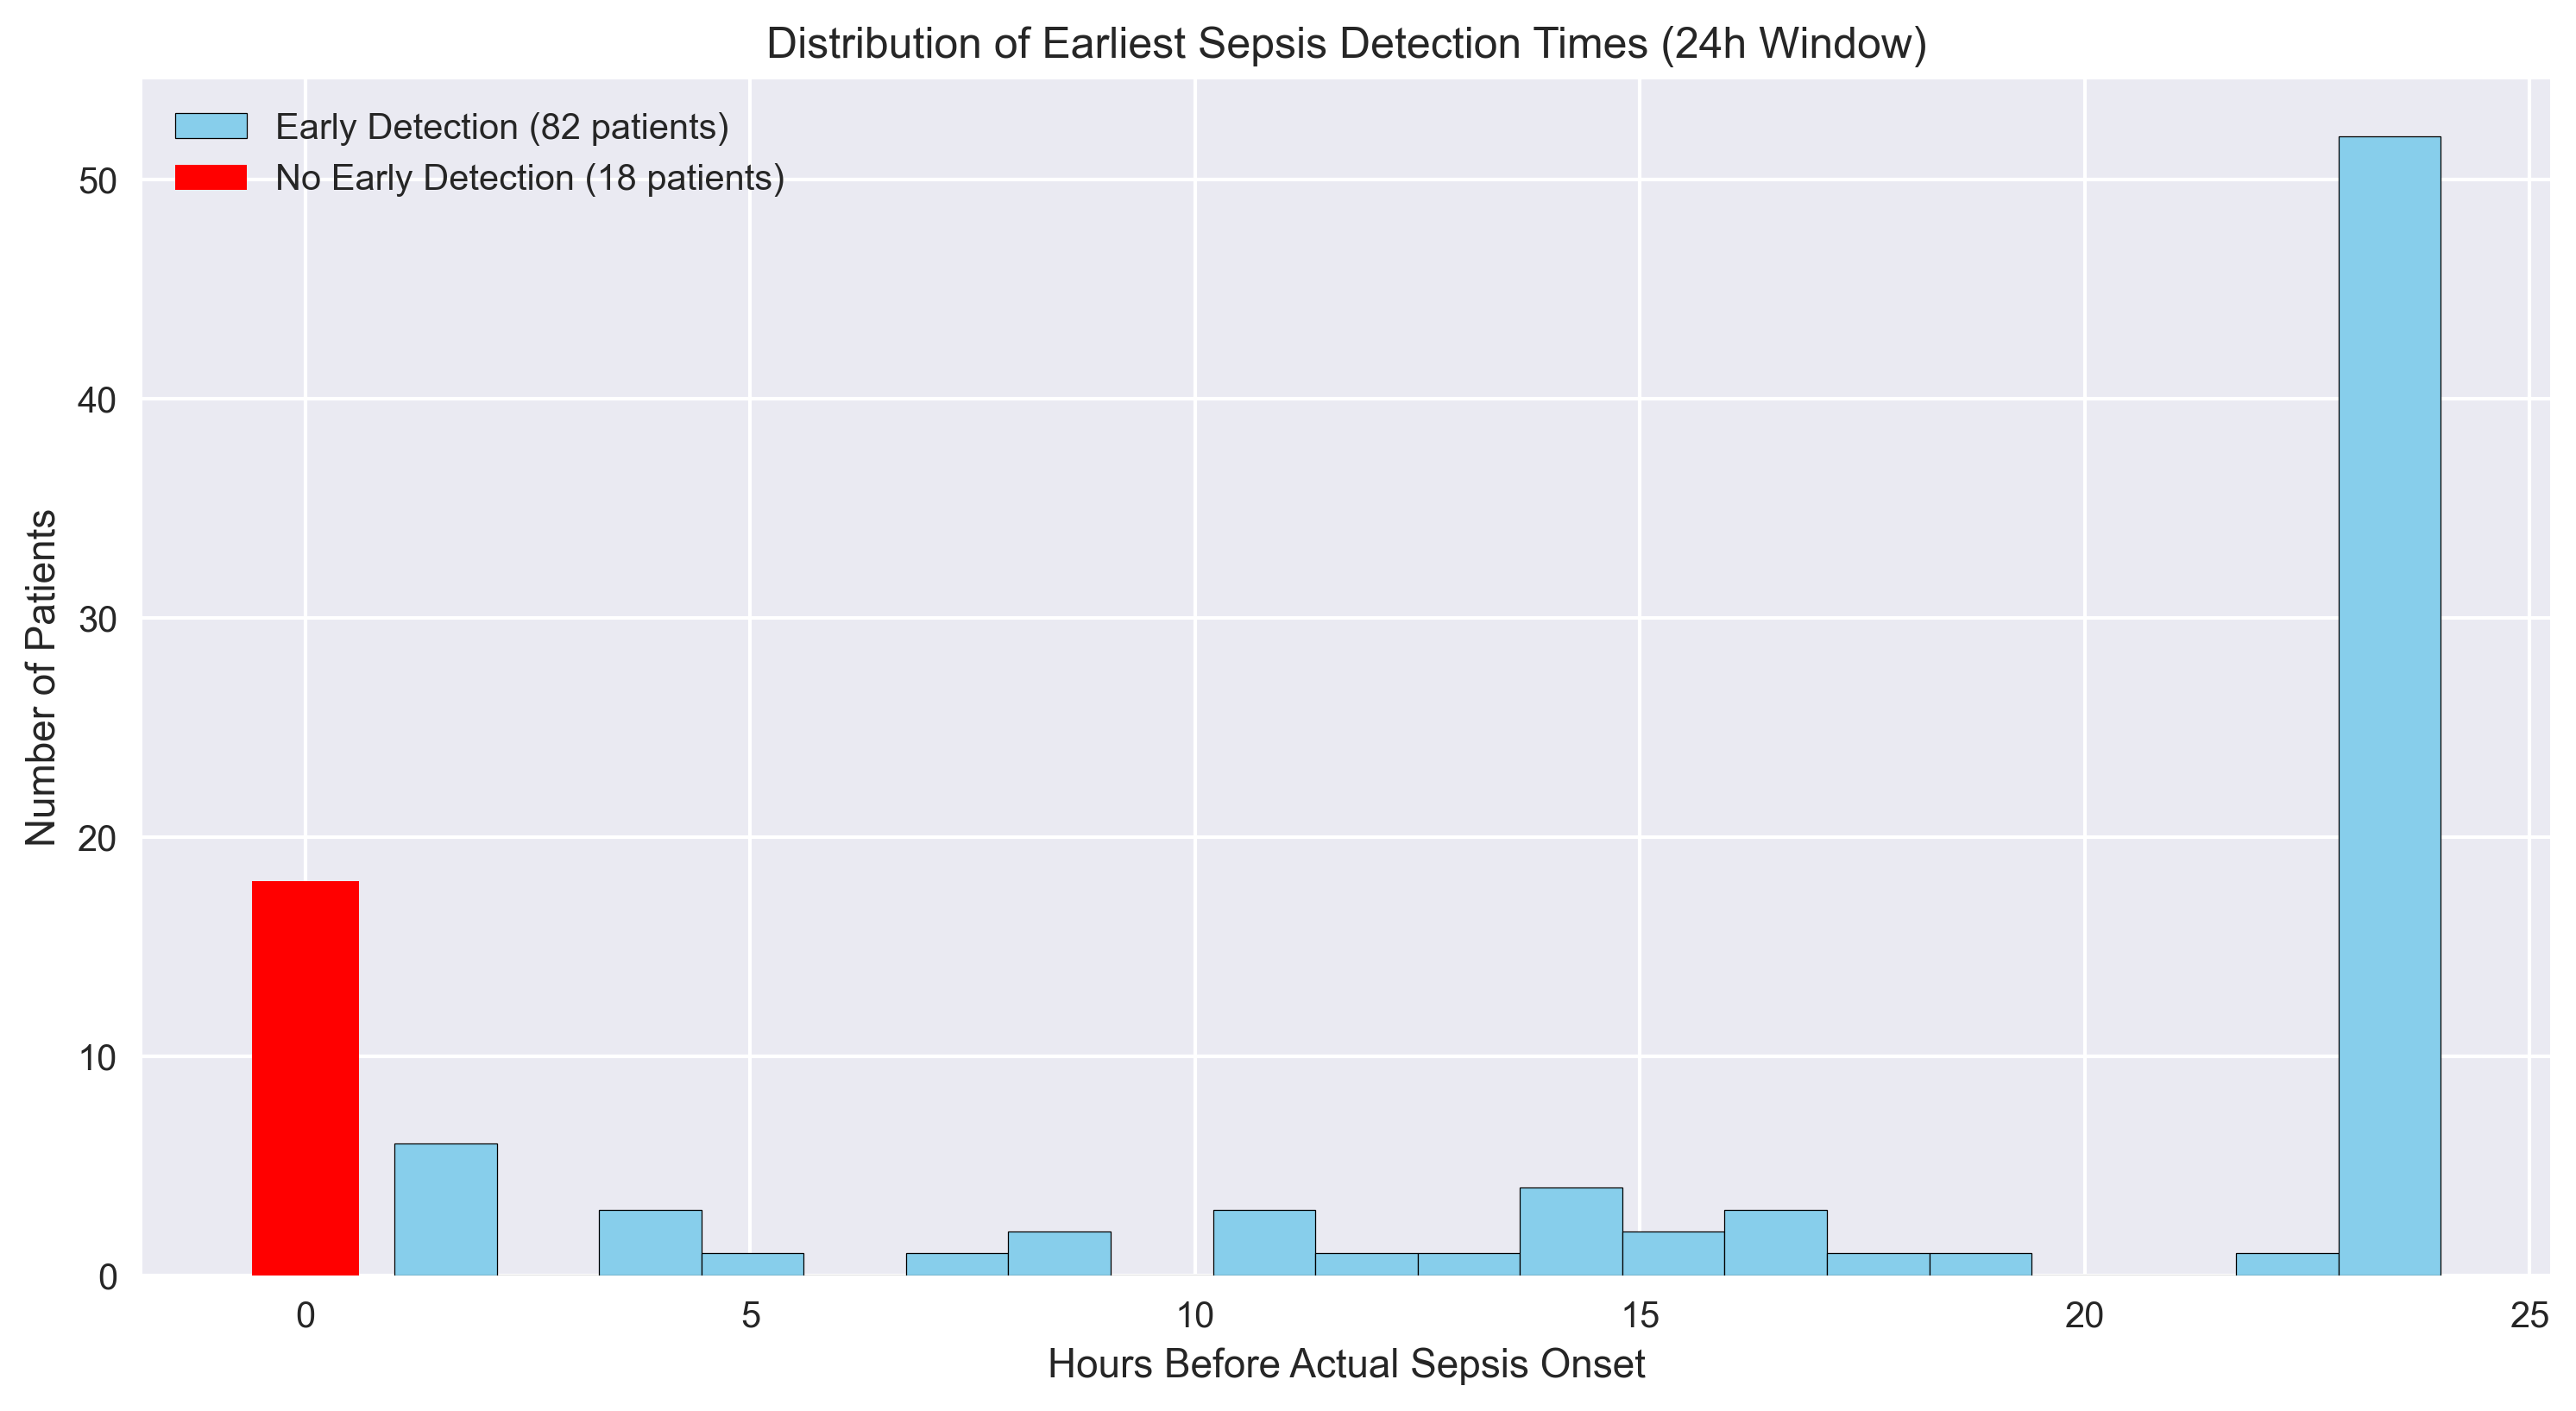 Distribution of Earliest Sepsis Detection Times (24h Window)
Early Detection (82 patients)
No Early Detection (18 patients)
Number of Patients
50
40
30
20
10
0
0 5 10 15 20 25
Hours Before Actual Sepsis Onset